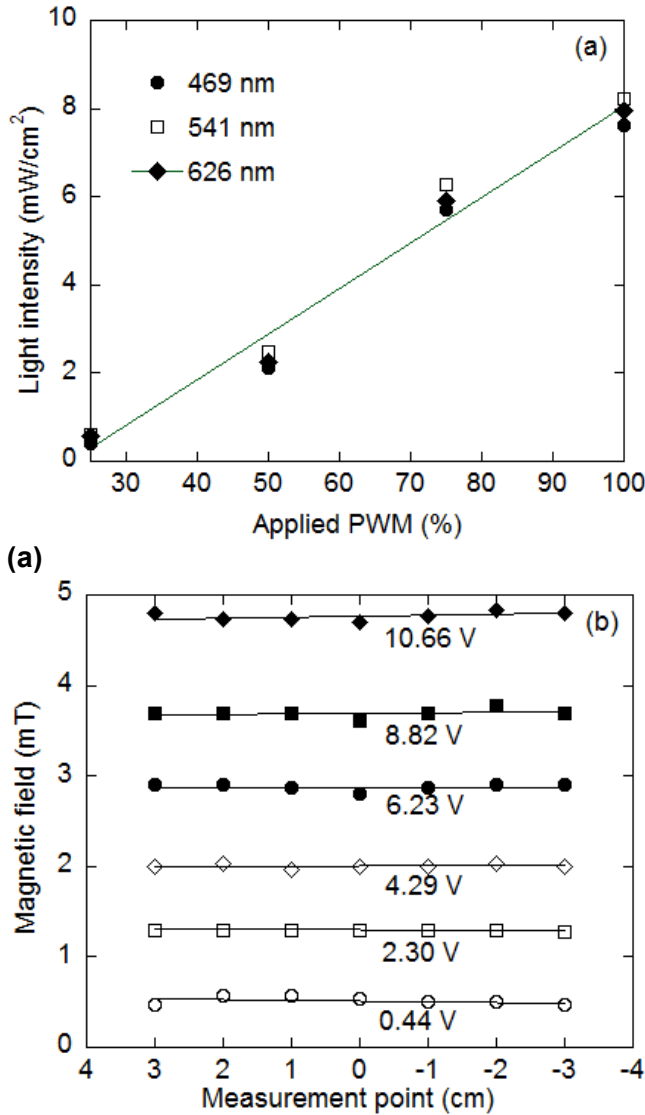 10
(a)
469 nm
8
541 nm
626 nm
6
4
2
0
Light intensity (mW/cm²)
30 40 50 60 70 80 90 100
Applied PWM (%)
(a)
5
(b)
10.66 V
4
8.82 V
3
6.23 V
2
4.29 V
2.30 V
1
0.44 V
0
Magnetic field (mT)
4 3 2 1 0 -1 -2 -3 -4
Measurement point (cm)